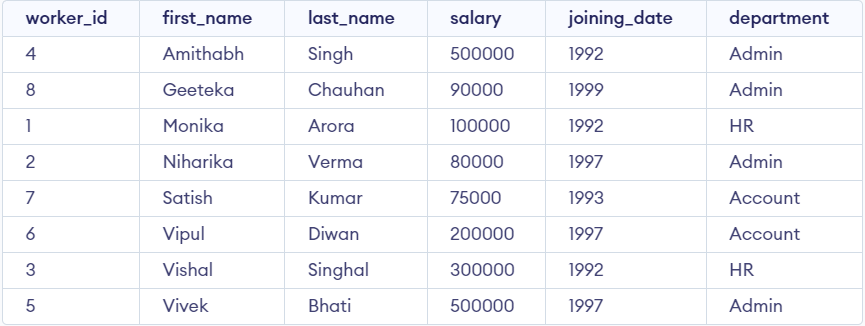 worker_id first_name last_name salary joining_date department
4 Amithabh Singh 500000 1992 Admin
8 Geeteka Chauhan 90000 1999 Admin
1 Monika Arora 100000 1992 HR
2 Niharika Verma 80000 1997 Admin
7 Satish Kumar 75000 1993 Account
6 Vipul Diwan 200000 1997 Account
3 Vishal Singhal 300000 1992 HR
5 Vivek Bhati 500000 1997 Admin